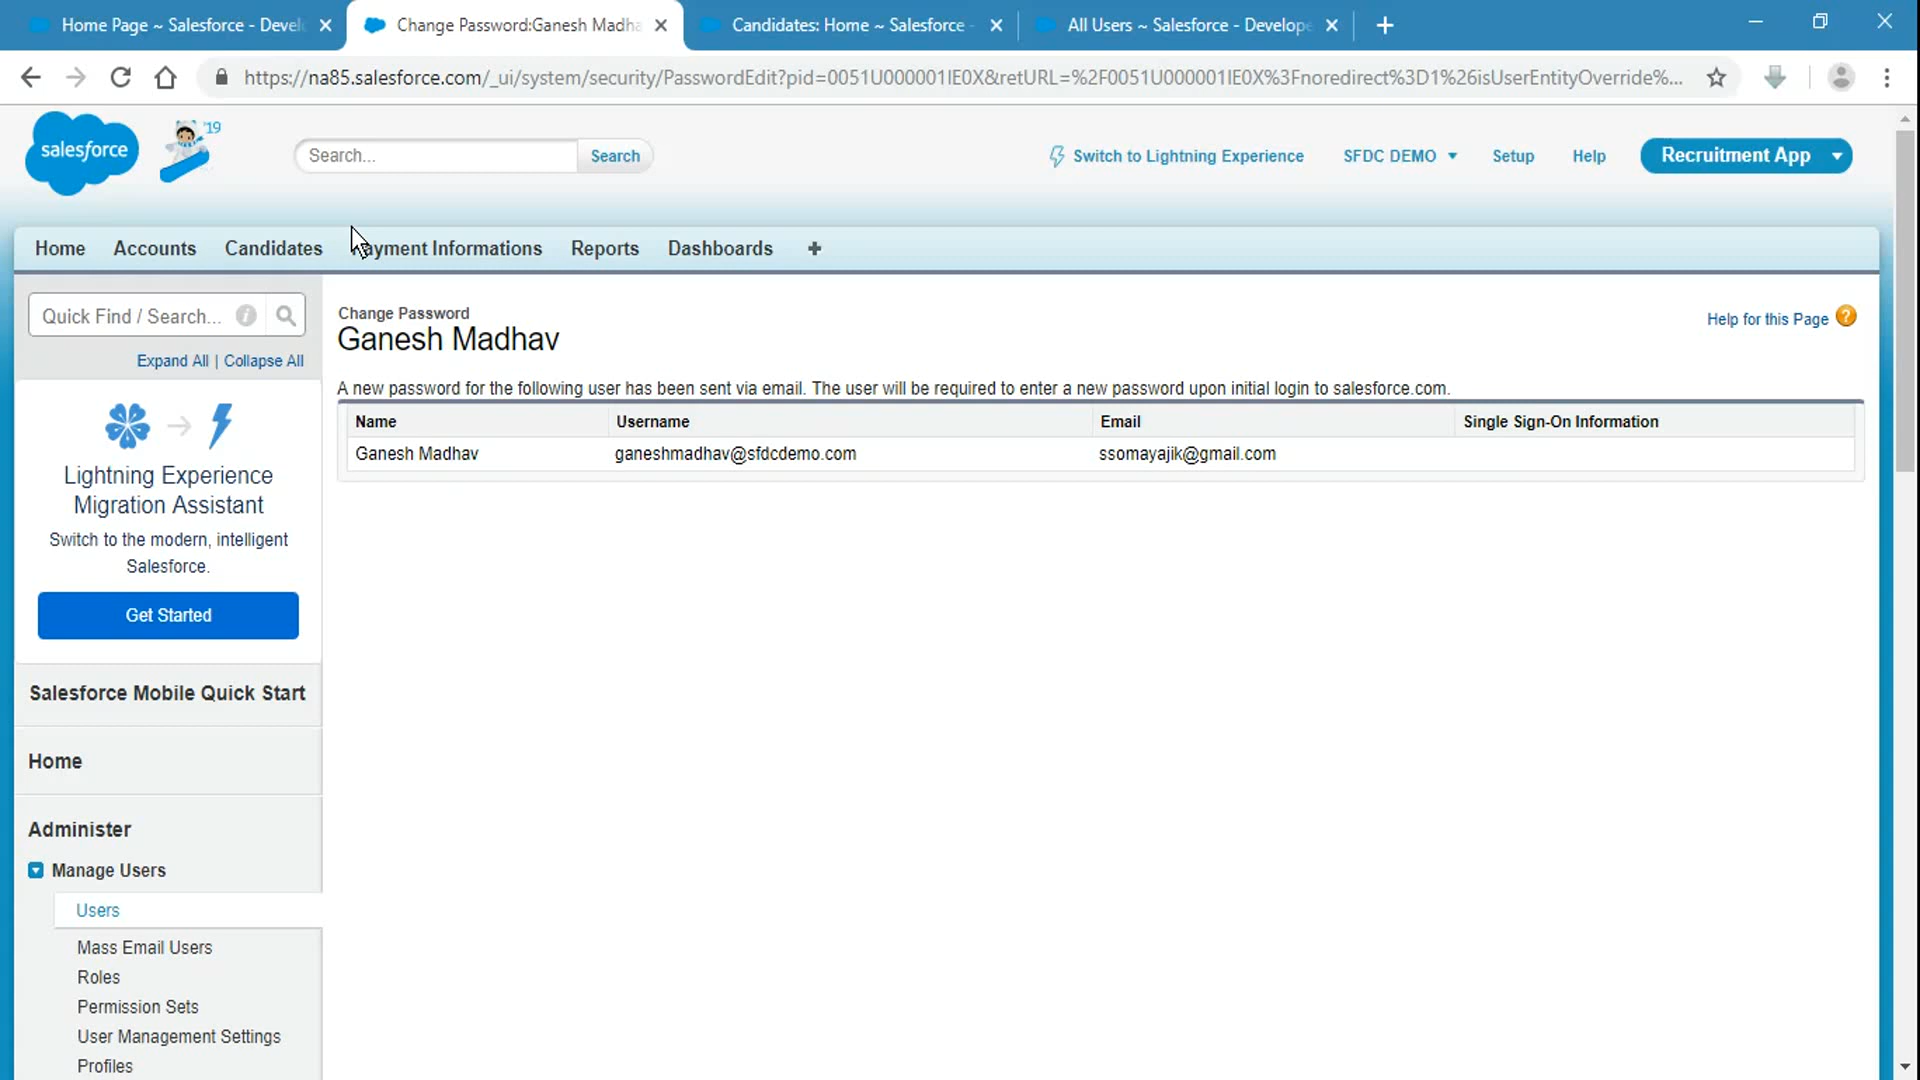 Home Page ~ Salesforce - Devel
Change Password:Ganesh Madha
Candidates: Home ~ Salesforce -
All Users ~ Salesforce - Develope
https://na85.salesforce.com/_ui/system/security/PasswordEdit?pid=0051U000001IE0X&retURL=%2F0051U000001IE0X%3Fnoredirect%3D1%26isUserEntityOverride%...
salesforce
'19
Search...
Search
Switch to Lightning Experience
SFDC DEMO
Setup
Help
Recruitment App
Home
Accounts
Candidates
Payment Informations
Reports
Dashboards
Quick Find / Search...
Expand All | Collapse All
Lightning Experience
Migration Assistant
Switch to the modern, intelligent
Salesforce.
Get Started
Salesforce Mobile Quick Start
Home
Administer
Manage Users
Users
Mass Email Users
Roles
Permission Sets
User Management Settings
Profiles
Change Password
Ganesh Madhav
Help for this Page
A new password for the following user has been sent via email. The user will be required to enter a new password upon initial login to salesforce.com.
Name Username Email Single Sign-On Information
Ganesh Madhav ganeshmadhav@sfdcdemo.com ssomayajik@gmail.com